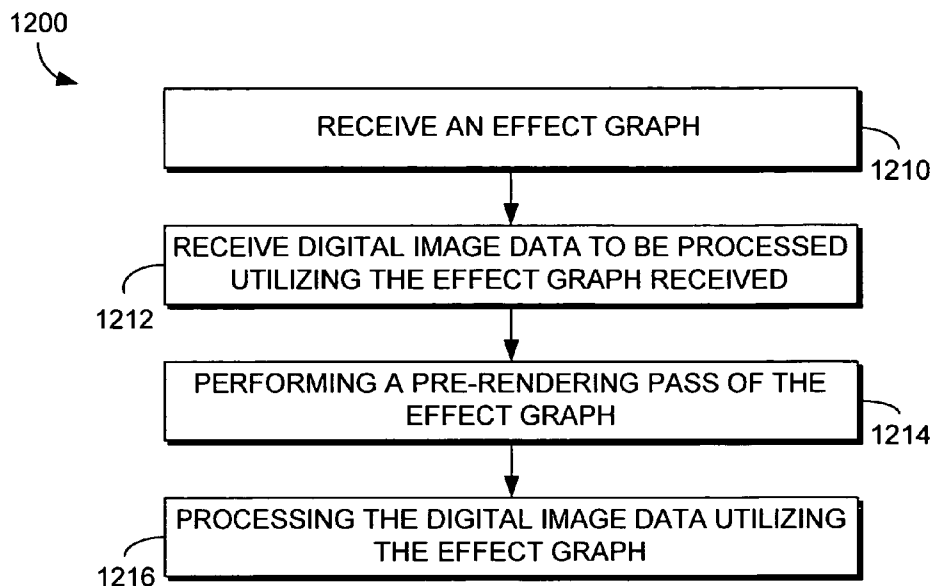 1200
RECEIVE AN EFFECT GRAPH
1210
RECEIVE DIGITAL IMAGE DATA TO BE PROCESSED
UTILIZING THE EFFECT GRAPH RECEIVED
1212
PERFORMING A PRE-RENDERING PASS OF THE
EFFECT GRAPH
1214
PROCESSING THE DIGITAL IMAGE DATA UTILIZING
THE EFFECT GRAPH
1216